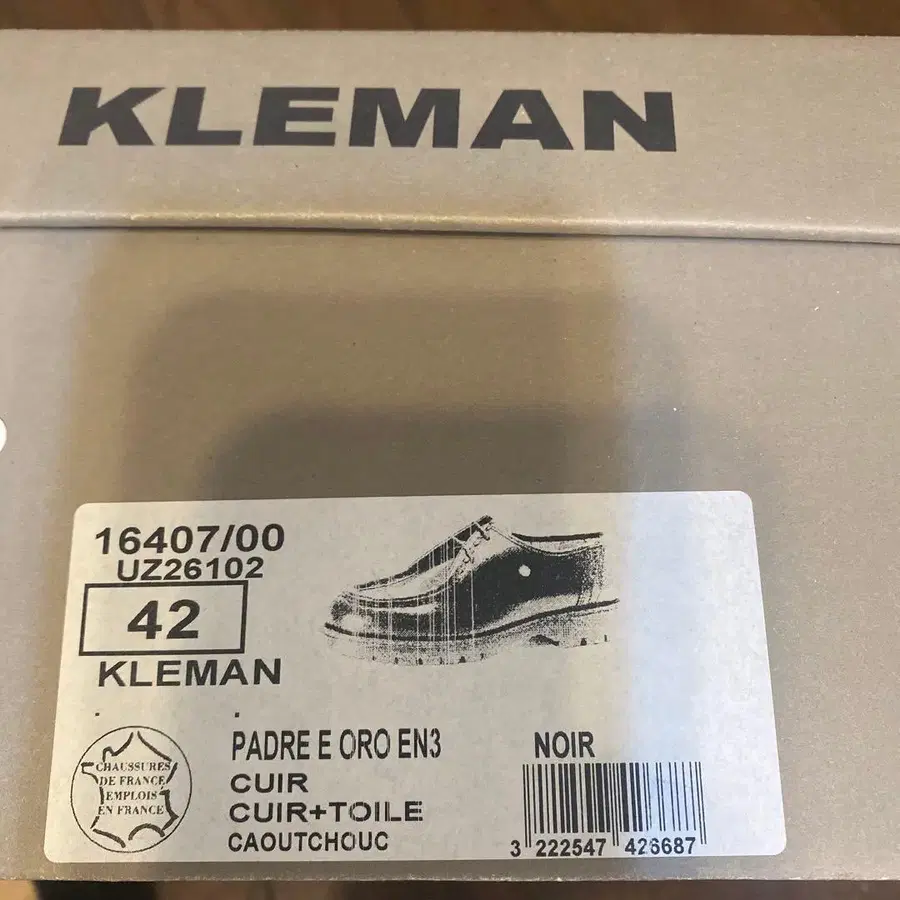 KLEMAN
16407/00
UZ26102
42
KLEMAN
CHAUSSURES
DE FRANCE
EMPLOIS
EN FRANCE
PADRE E ORO EN3
NOIR
CUIR
CUIR+TOILE
CAOUTCHOUC
3 222547 426687